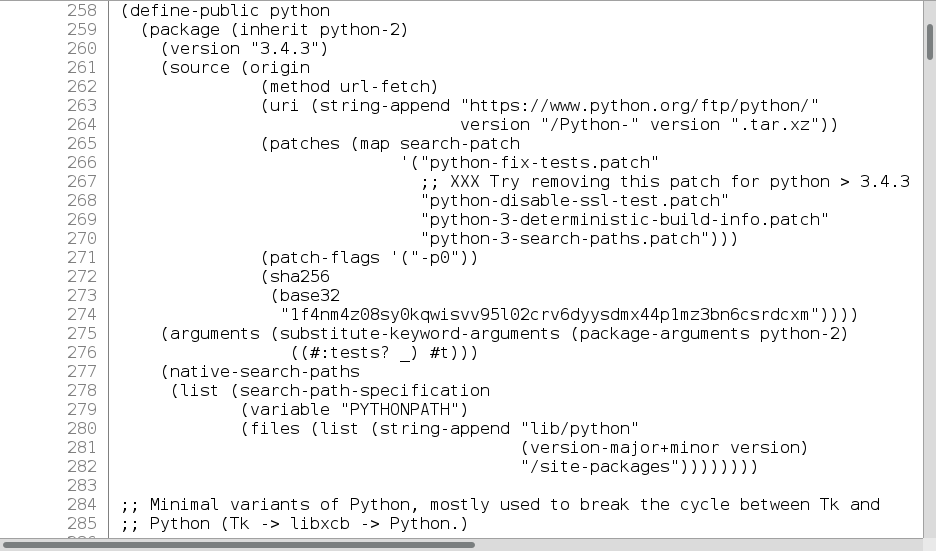 258 (define-public python
259   (package (inherit python-2)
260     (version "3.4.3")
261     (source (origin
262               (method url-fetch)
263               (uri (string-append "https://www.python.org/ftp/python/"
264                                   version "/Python-" version ".tar.xz"))
265               (patches (map search-patch
266                             '("python-fix-tests.patch"
267                               ;; XXX Try removing this patch for python > 3.4.3
268                               "python-disable-ssl-test.patch"
269                               "python-3-deterministic-build-info.patch"
270                               "python-3-search-paths.patch")))
271               (patch-flags '("-p0"))
272               (sha256
273                (base32
274                 "1f4nm4z08sy0kqwisvv95l02crv6dyysdmx44p1mz3bn6csrdcxm"))))
275     (arguments (substitute-keyword-arguments (package-arguments python-2)
276                  ((#:tests? _) #t)))
277     (native-search-paths
278      (list (search-path-specification
279             (variable "PYTHONPATH")
280             (files (list (string-append "lib/python"
281                                         (version-major+minor version)
282                                         "/site-packages"))))))))
283
284 ;; Minimal variants of Python, mostly used to break the cycle between Tk and
285 ;; Python (Tk -> libxcb -> Python.)